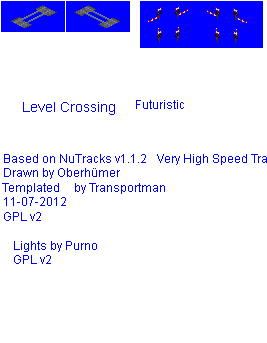 Level Crossing Futuristic
Based on NuTracks v1.1.2 Very High Speed Tra
Drawn by Oberhümer
Templated by Transportman
11-07-2012
GPL v2
Lights by Purno
GPL v2